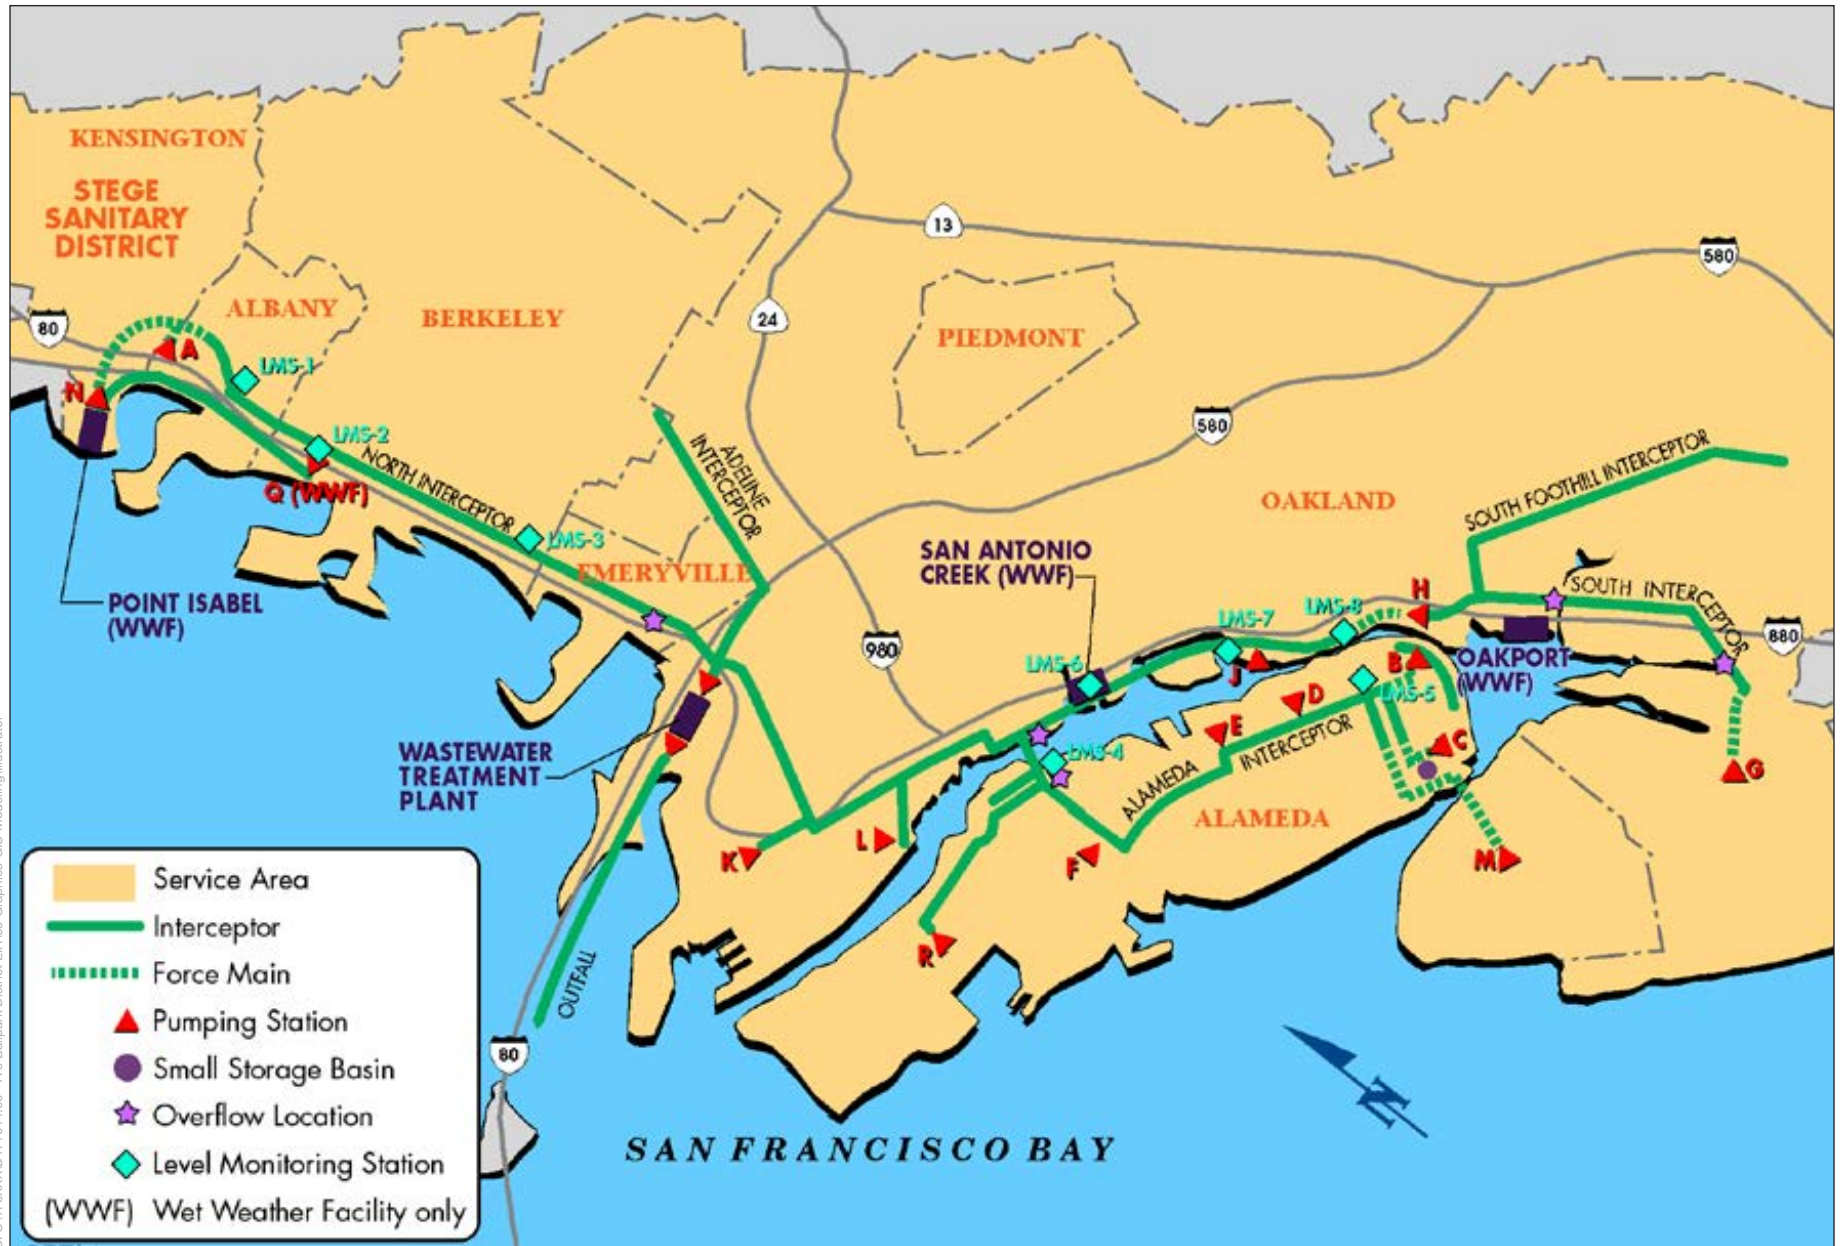 KENSINGTON
STEGE
SANITARY
DISTRICT
ALBANY
BERKELEY
PIEDMONT
13
580
24
80
A
LMS-1
N
LMS-2
Q (WWF)
NORTH INTERCEPTOR
ADELINE
INTERCEPTOR
580
OAKLAND
SOUTH FOOTHILL INTERCEPTOR
LMS-3
EMERYVILLE
SAN ANTONIO
CREEK (WWF)
POINT ISABEL
(WWF)
H
SOUTH INTERCEPTOR
LMS-8
LMS-7
980
880
LMS-6
J
B
OAKPORT
(WWF)
LMS-5
D
E
C
WASTEWATER
TREATMENT
PLANT
LMS-4
ALAMEDA
INTERCEPTOR
G
ALAMEDA
L
K
F
M
R
OUTFALL
80
N
SAN FRANCISCO BAY
Service Area
Interceptor
Force Main
Pumping Station
Small Storage Basin
Overflow Location
Level Monitoring Station
(WWF) Wet Weather Facility only